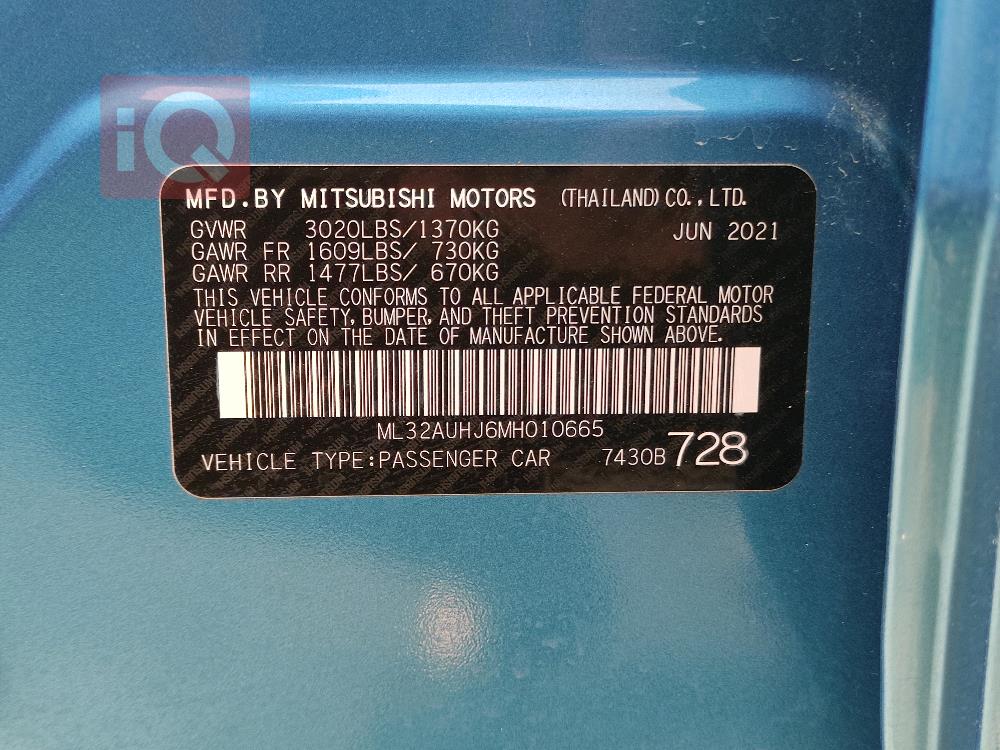 iQ
MFD.BY MITSUBISHI MOTORS (THAILAND) CO., LTD.
GVWR 3020LBS/1370KG JUN 2021
GAWR FR 1609LBS/ 730KG
GAWR RR 1477LBS/ 670KG
THIS VEHICLE CONFORMS TO ALL APPLICABLE FEDERAL MOTOR
VEHICLE SAFETY, BUMPER, AND THEFT PREVENTION STANDARDS
IN EFFECT ON THE DATE OF MANUFACTURE SHOWN ABOVE.
ML32AUHJ6MH010665
VEHICLE TYPE:PASSENGER CAR 7430B 728